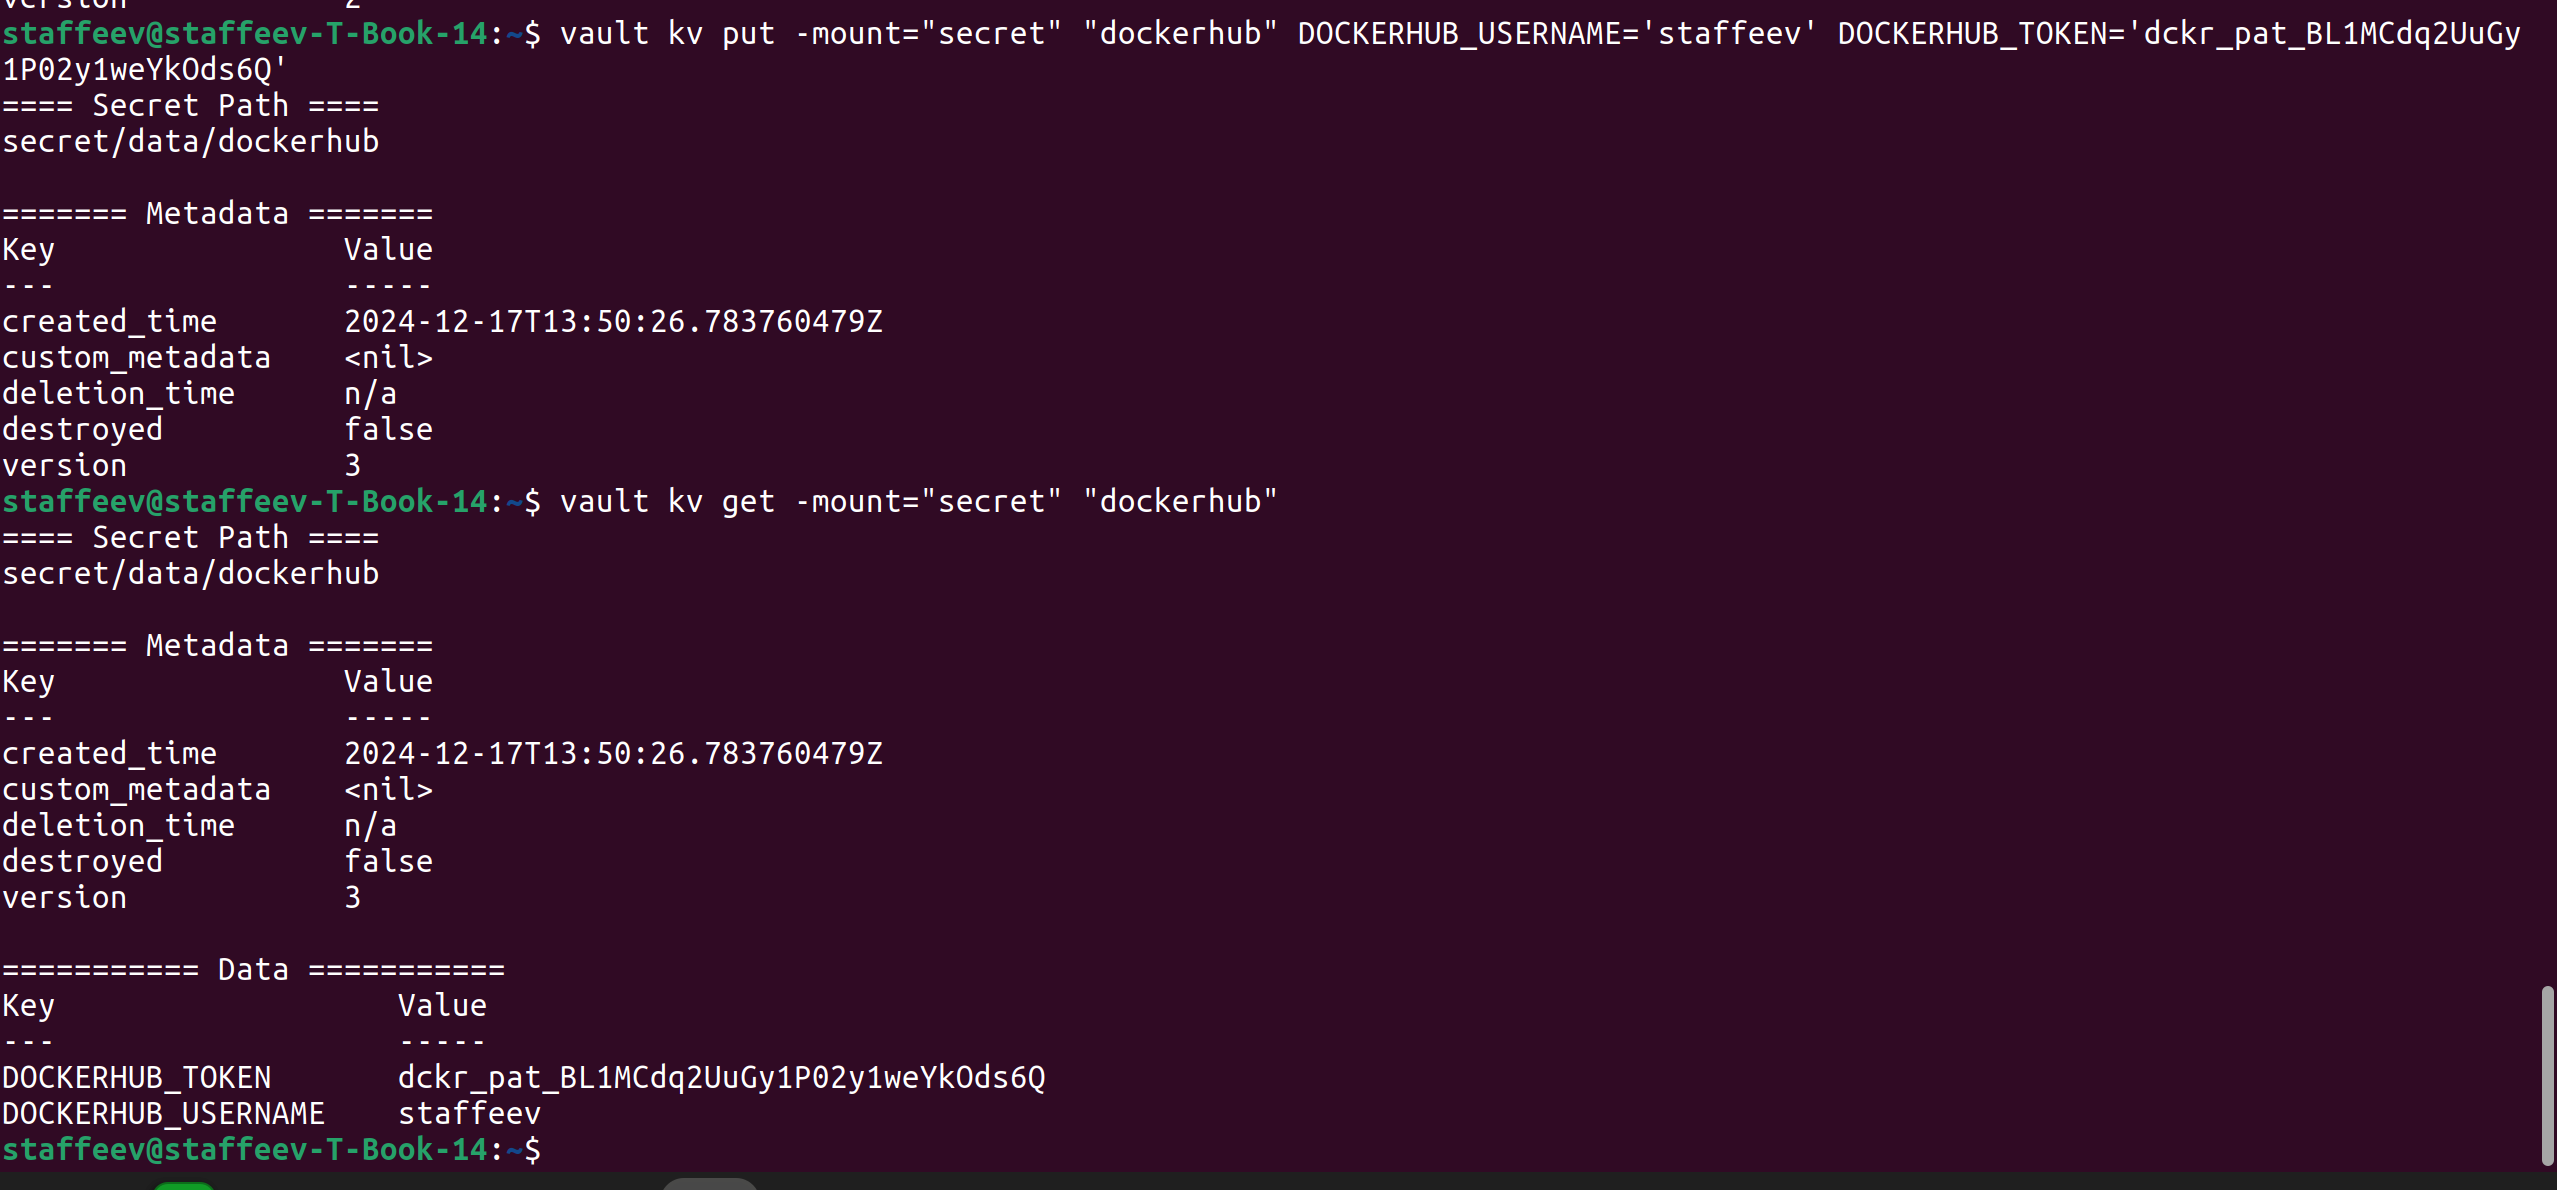 version            2
staffeev@staffeev-T-Book-14:~$ vault kv put -mount="secret" "dockerhub" DOCKERHUB_USERNAME='staffeev' DOCKERHUB_TOKEN='dckr_pat_BL1MCdq2UuGy
1P02y1weYkOds6Q'
==== Secret Path ====
secret/data/dockerhub

======= Metadata =======
Key                Value
---                -----
created_time       2024-12-17T13:50:26.783760479Z
custom_metadata    <nil>
deletion_time      n/a
destroyed          false
version            3
staffeev@staffeev-T-Book-14:~$ vault kv get -mount="secret" "dockerhub"
==== Secret Path ====
secret/data/dockerhub

======= Metadata =======
Key                Value
---                -----
created_time       2024-12-17T13:50:26.783760479Z
custom_metadata    <nil>
deletion_time      n/a
destroyed          false
version            3

=========== Data ===========
Key                   Value
---                   -----
DOCKERHUB_TOKEN       dckr_pat_BL1MCdq2UuGy1P02y1weYkOds6Q
DOCKERHUB_USERNAME    staffeev
staffeev@staffeev-T-Book-14:~$